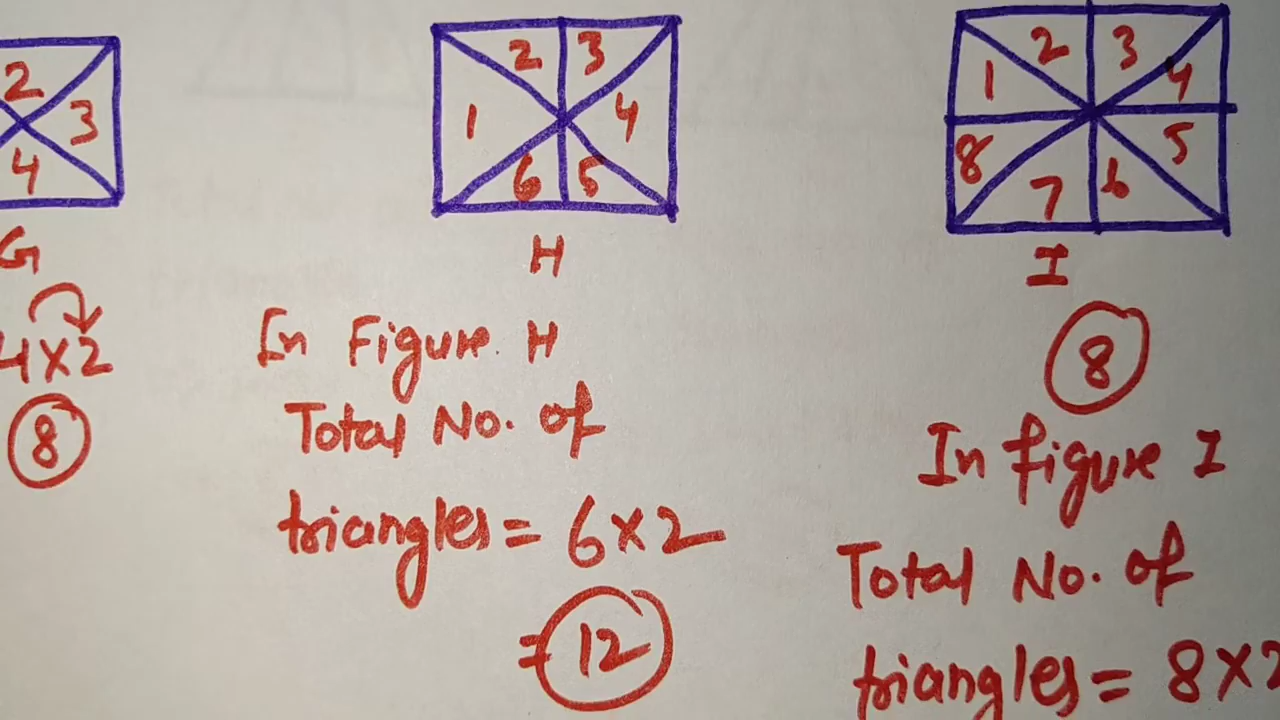 2
3
4
G
4×2
8
2 3
1 4
6 5
H
In Figure H
Total No. of
triangles = 6×2
= 12
2 3
1 4
8 5
7 6
I
8
In figure I
Total No. of
triangles = 8×2